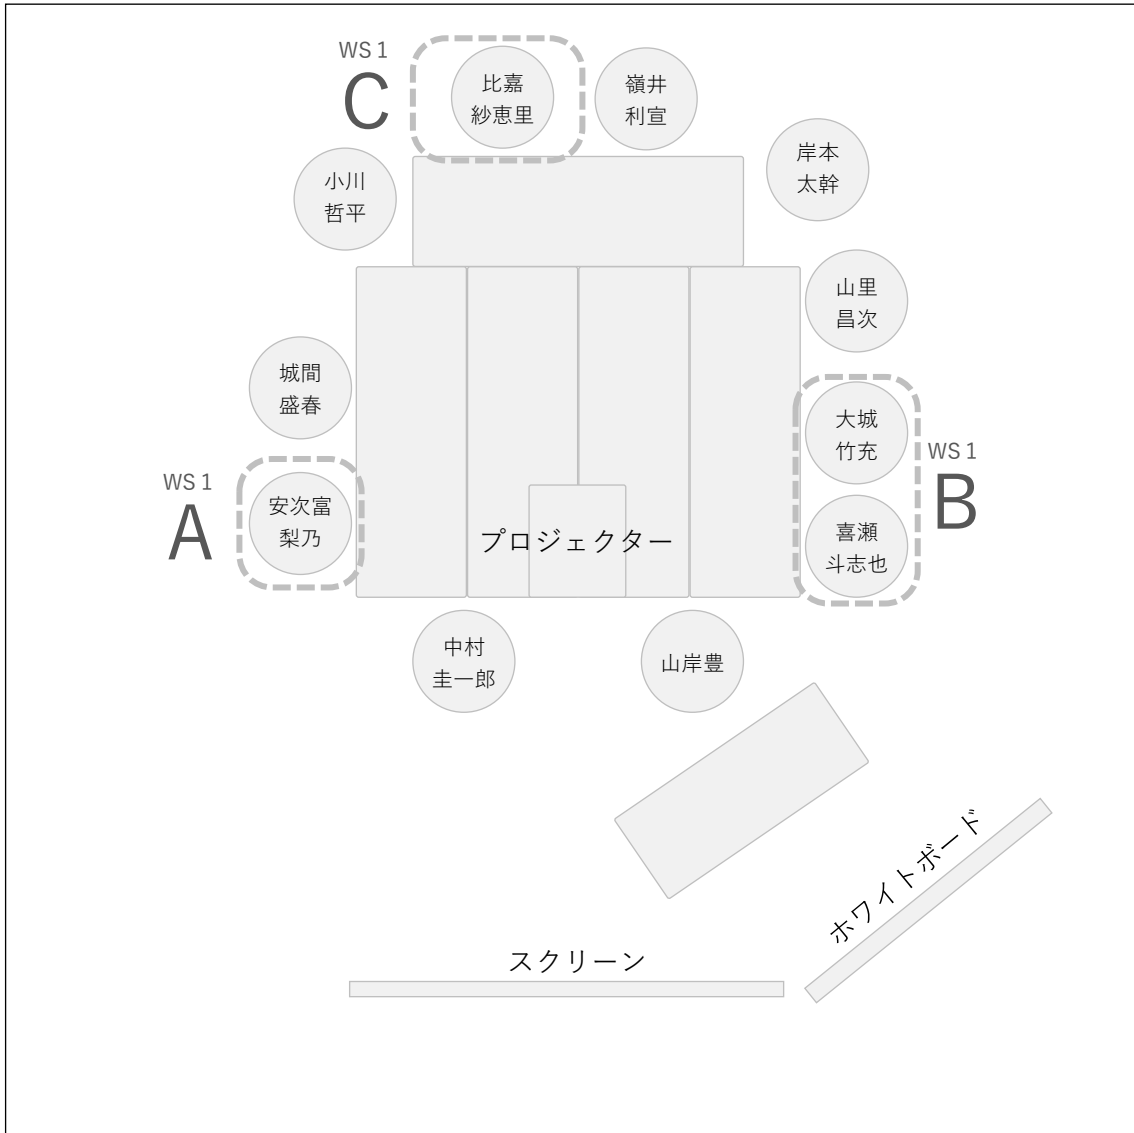 WS 1
C
比嘉
紗恵里
嶺井
利宣
岸本
太幹
小川
哲平
山里
昌次
城間
盛春
大城
竹充
WS 1
B
WS 1
A
安次富
梨乃
喜瀬
斗志也
プロジェクター
中村
圭一郎
山岸豊
ホワイトボード
スクリーン